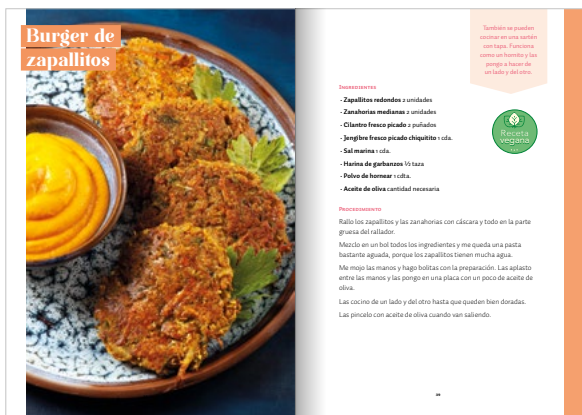 Burger de
zapallitos
También se pueden
cocinar en una sartén
con tapa. Funciona
como un hornito y las
pongo a hacer de
un lado y del otro.
Ingredientes
- Zapallitos redondos 2 unidades
- Zanahorias medianas 2 unidades
- Cilantro fresco picado 2 puñados
- Jengibre fresco picado chiquitito 1 cda.
- Sal marina 1 cda.
- Harina de garbanzos ½ taza
- Polvo de hornear 1 cdta.
- Aceite de oliva cantidad necesaria
Receta
vegana
Procedimiento
Rallo los zapallitos y las zanahorias con cáscara y todo en la parte
gruesa del rallador.
Mezclo en un bol todos los ingredientes y me queda una pasta
bastante aguada, porque los zapallitos tienen mucha agua.
Me mojo las manos y hago bolitas con la preparación. Las aplasto
entre las manos y las pongo en una placa con un poco de aceite de
oliva.
Las cocino de un lado y del otro hasta que queden bien doradas.
Las pincelo con aceite de oliva cuando van saliendo.